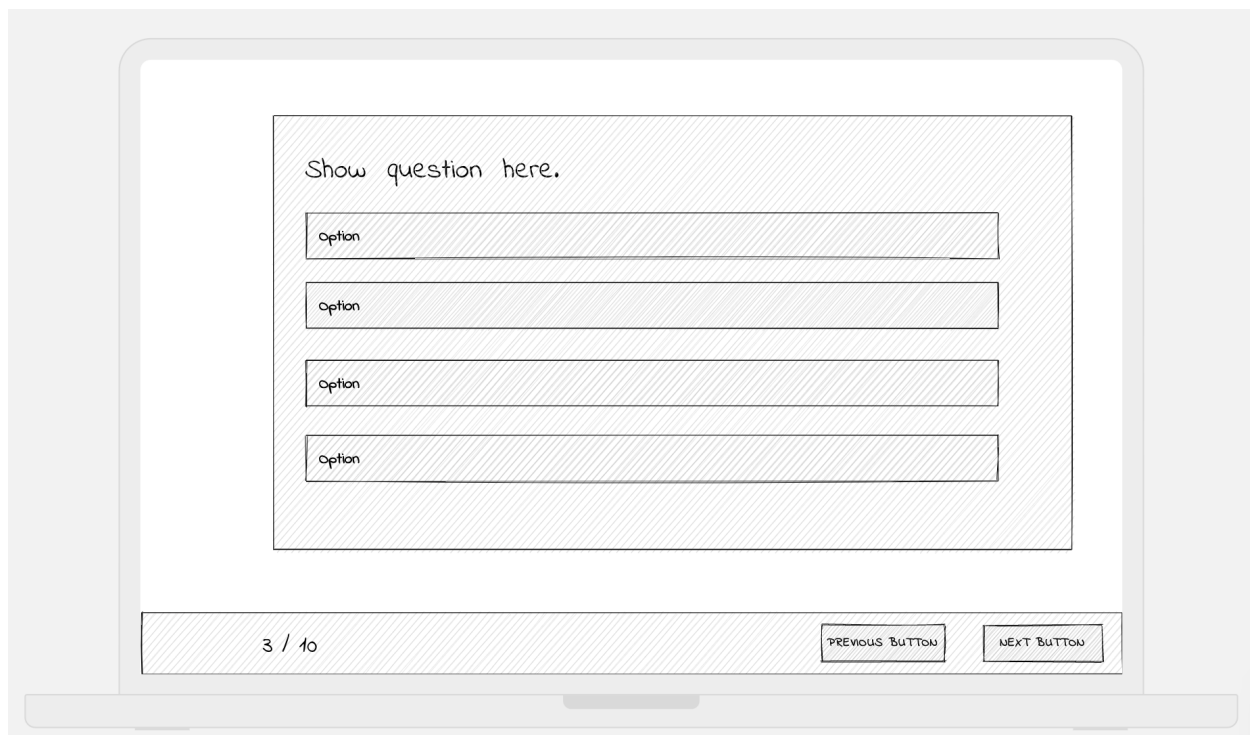 Show question here.
Option
Option
Option
Option
3 / 10
PREVIOUS BUTTON
NEXT BUTTON